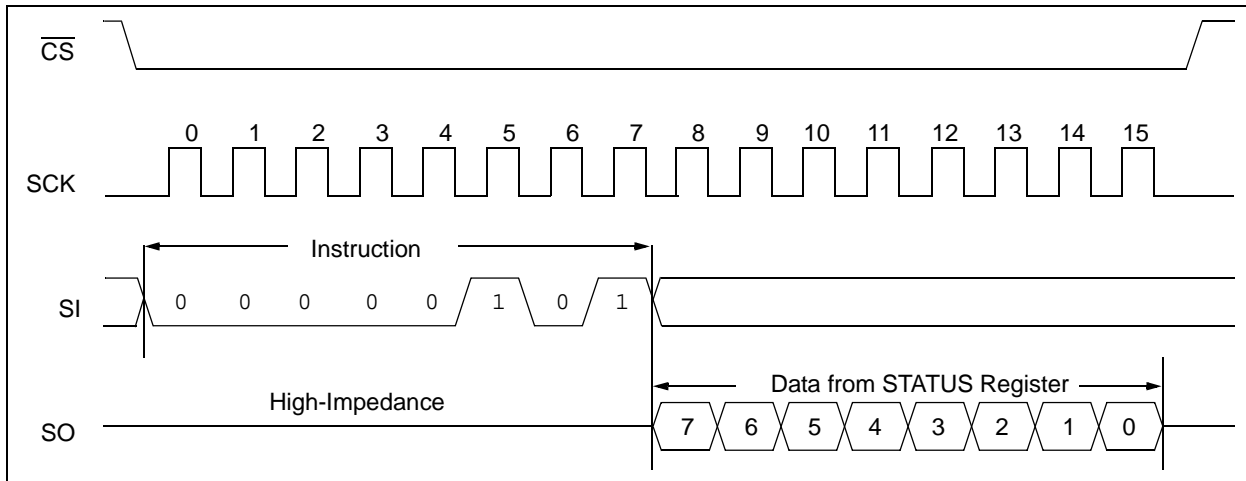 CS
0 1 2 3 4 5 6 7 8 9 10 11 12 13 14 15
SCK
Instruction
SI 0 0 0 0 0 1 0 1
Data from STATUS Register
High-Impedance
SO 7 6 5 4 3 2 1 0